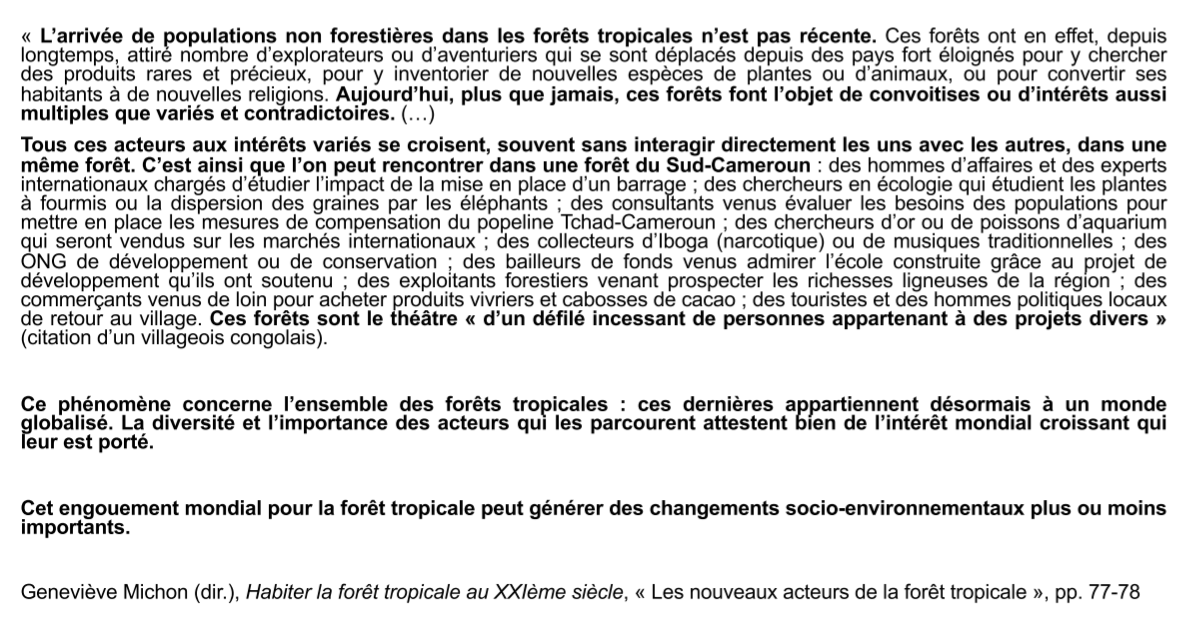 « L’arrivée de populations non forestières dans les forêts tropicales n’est pas récente. Ces forêts ont en effet, depuis
longtemps, attiré nombre d’explorateurs ou d’aventuriers qui se sont déplacés depuis des pays fort éloignés pour y chercher
des produits rares et précieux, pour y inventorier de nouvelles espèces de plantes ou d’animaux, ou pour convertir ses
habitants à de nouvelles religions. Aujourd’hui, plus que jamais, ces forêts font l’objet de convoitises ou d’intérêts aussi
multiples que variés et contradictoires. (…)
Tous ces acteurs aux intérêts variés se croisent, souvent sans interagir directement les uns avec les autres, dans une
même forêt. C’est ainsi que l’on peut rencontrer dans une forêt du Sud-Cameroun : des hommes d’affaires et des experts
internationaux chargés d’étudier l’impact de la mise en place d’un barrage ; des chercheurs en écologie qui étudient les plantes
à fourmis ou la dispersion des graines par les éléphants ; des consultants venus évaluer les besoins des populations pour
mettre en place les mesures de compensation du popeline Tchad-Cameroun ; des chercheurs d’or ou de poissons d’aquarium
qui seront vendus sur les marchés internationaux ; des collecteurs d’Iboga (narcotique) ou de musiques traditionnelles ; des
ONG de développement ou de conservation ; des bailleurs de fonds venus admirer l’école construite grâce au projet de
développement qu’ils ont soutenu ; des exploitants forestiers venant prospecter les richesses ligneuses de la région ; des
commerçants venus de loin pour acheter produits vivriers et cabosses de cacao ; des touristes et des hommes politiques locaux
de retour au village. Ces forêts sont le théâtre « d’un défilé incessant de personnes appartenant à des projets divers »
(citation d’un villageois congolais).
Ce phénomène concerne l’ensemble des forêts tropicales : ces dernières appartiennent désormais à un monde
globalisé. La diversité et l’importance des acteurs qui les parcourent attestent bien de l’intérêt mondial croissant qui
leur est porté.
Cet engouement mondial pour la forêt tropicale peut générer des changements socio-environnementaux plus ou moins
importants.
Geneviève Michon (dir.), Habiter la forêt tropicale au XXIème siècle, « Les nouveaux acteurs de la forêt tropicale », pp. 77-78